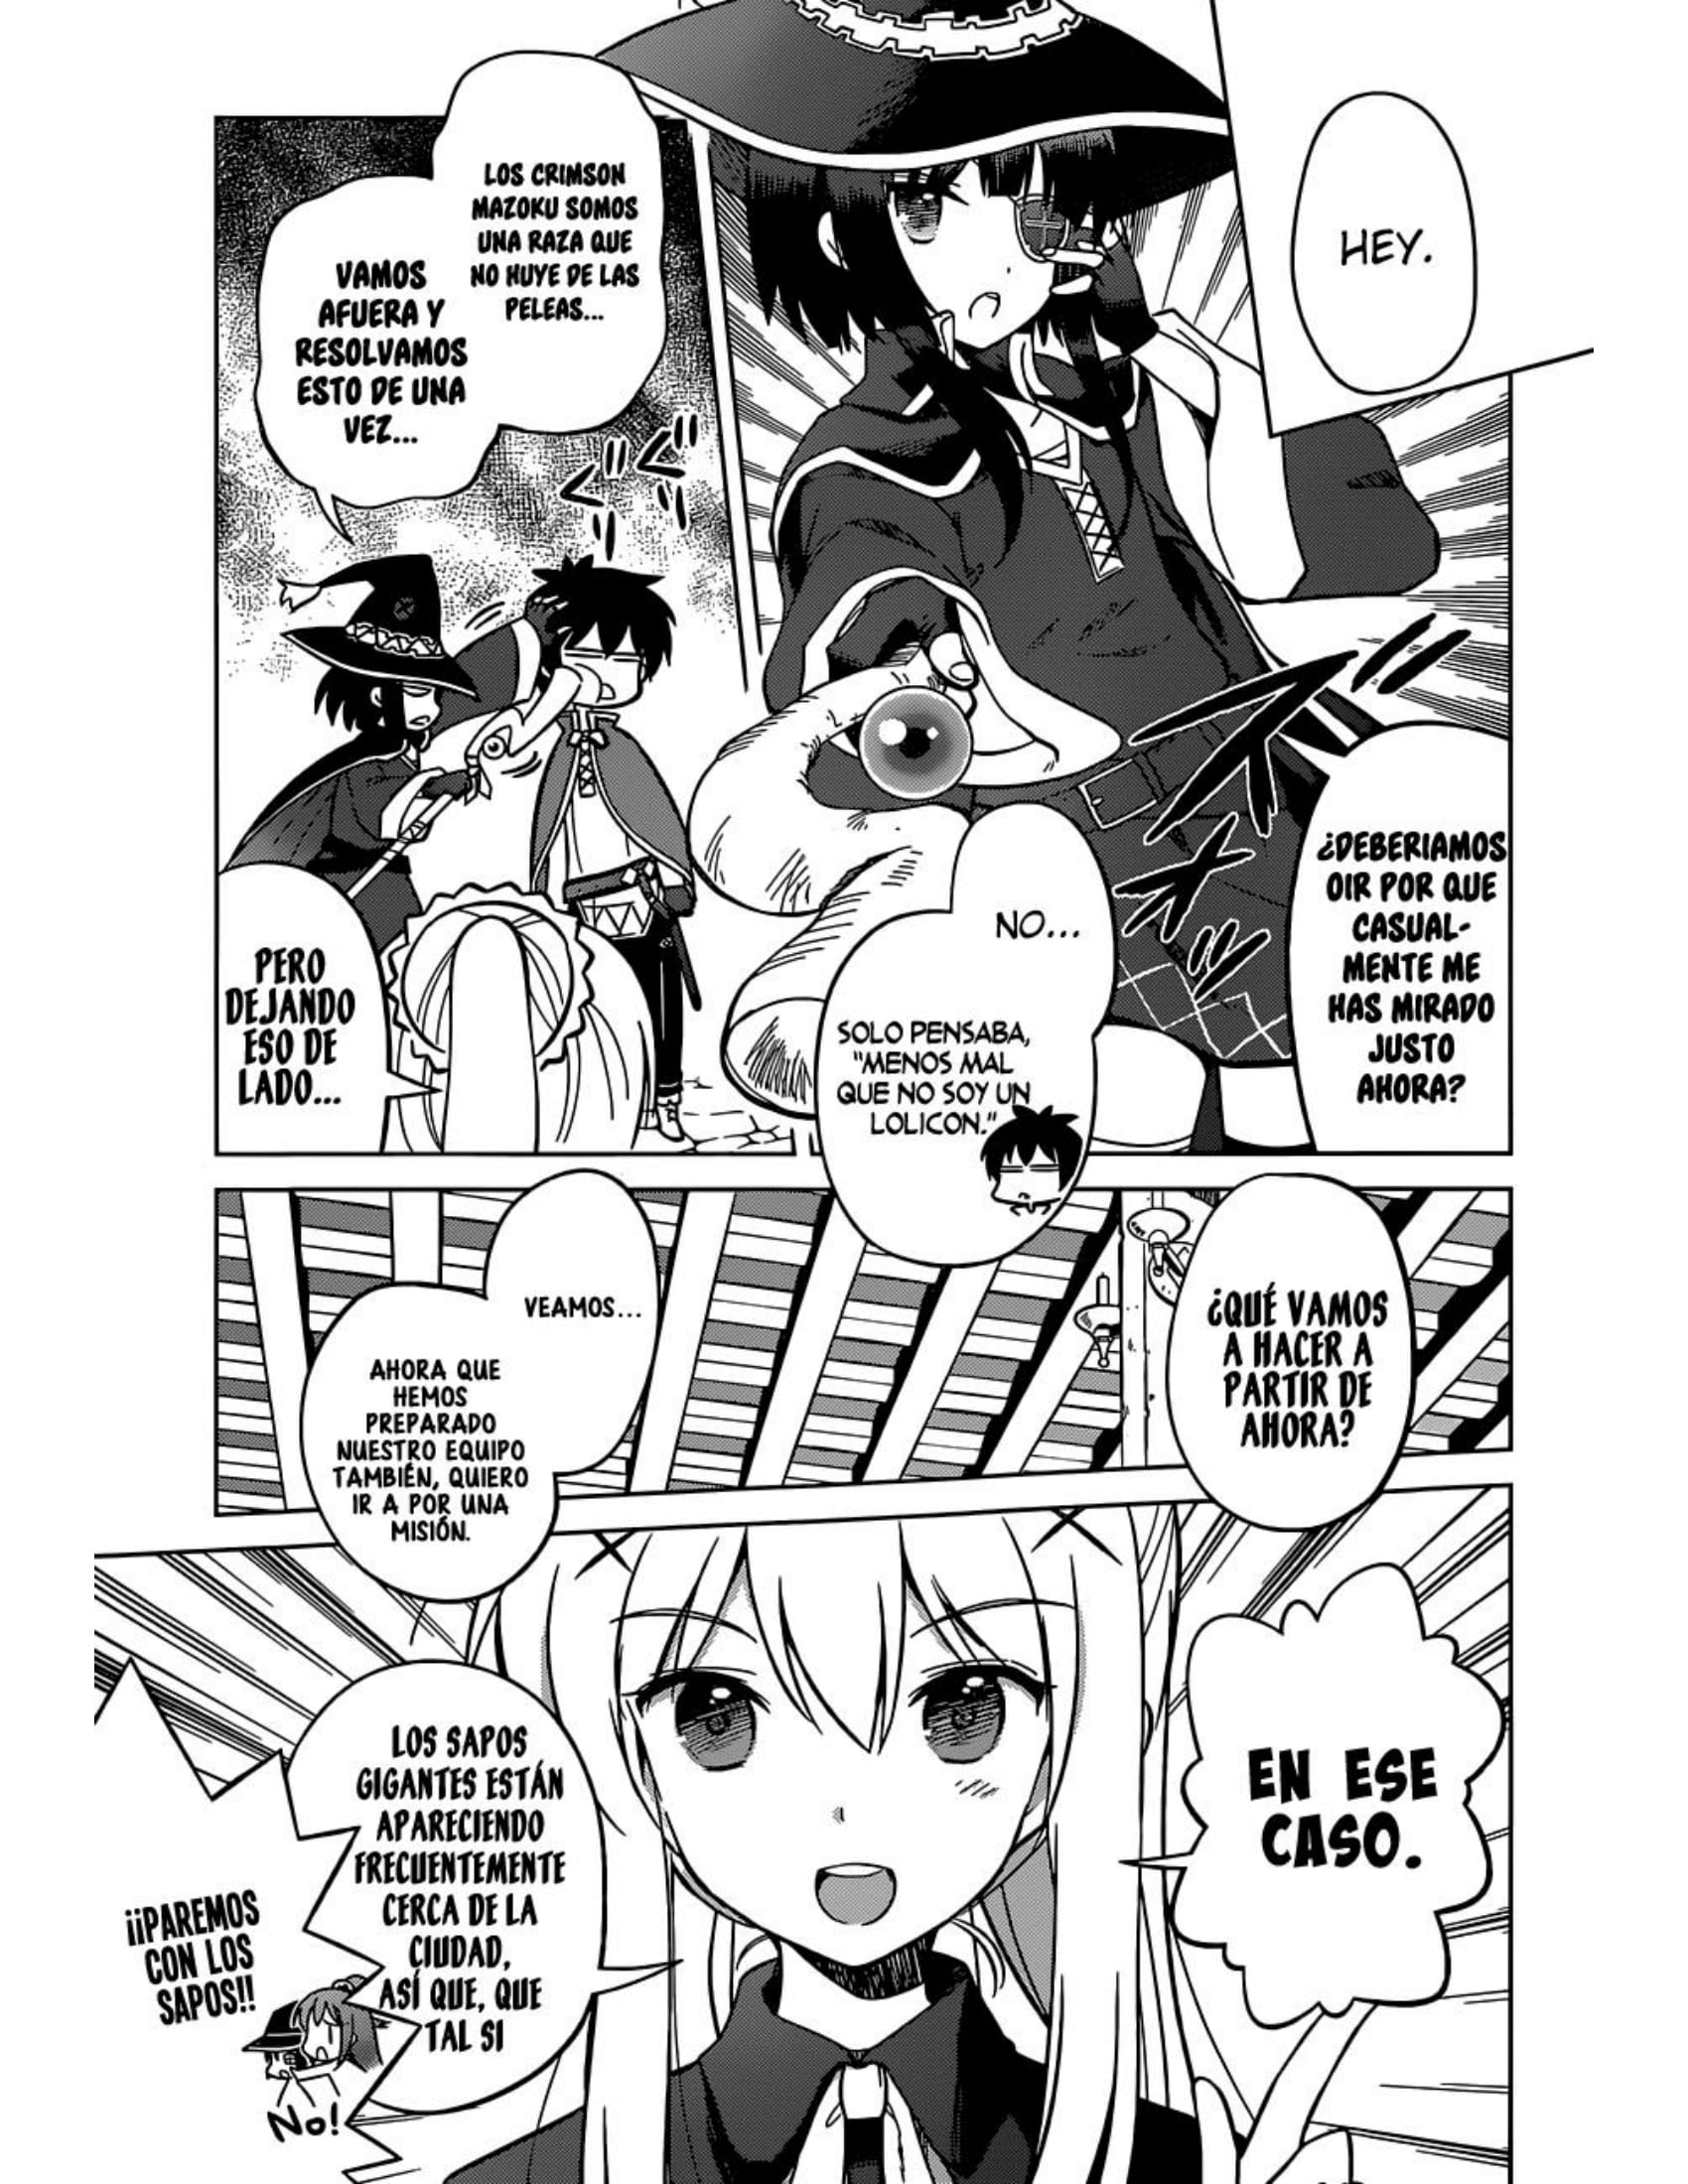 HEY.
¿DEBERIAMOS
OIR POR QUE
CASUAL-
MENTE ME
HAS MIRADO
JUSTO
AHORA?
NO...
SOLO PENSABA,
"MENOS MAL
QUE NO SOY UN
LOLICON."
LOS CRIMSON
MAZOKU SOMOS
UNA RAZA QUE
NO HUYE DE LAS
PELEAS...
VAMOS
AFUERA Y
RESOLVAMOS
ESTO DE UNA
VEZ...
PERO
DEJANDO
ESO DE
LADO...
¿QUÉ VAMOS
A HACER A
PARTIR DE
AHORA?
VEAMOS...
AHORA QUE
HEMOS
PREPARADO
NUESTRO EQUIPO
TAMBIÉN, QUIERO
IR A POR UNA
MISIÓN.
EN ESE
CASO.
LOS SAPOS
GIGANTES ESTÁN
APARECIENDO
FRECUENTEMENTE
CERCA DE LA
CIUDAD,
ASÍ QUE, QUE
TAL SI
¡¡PAREMOS
CON LOS
SAPOS!!
No!